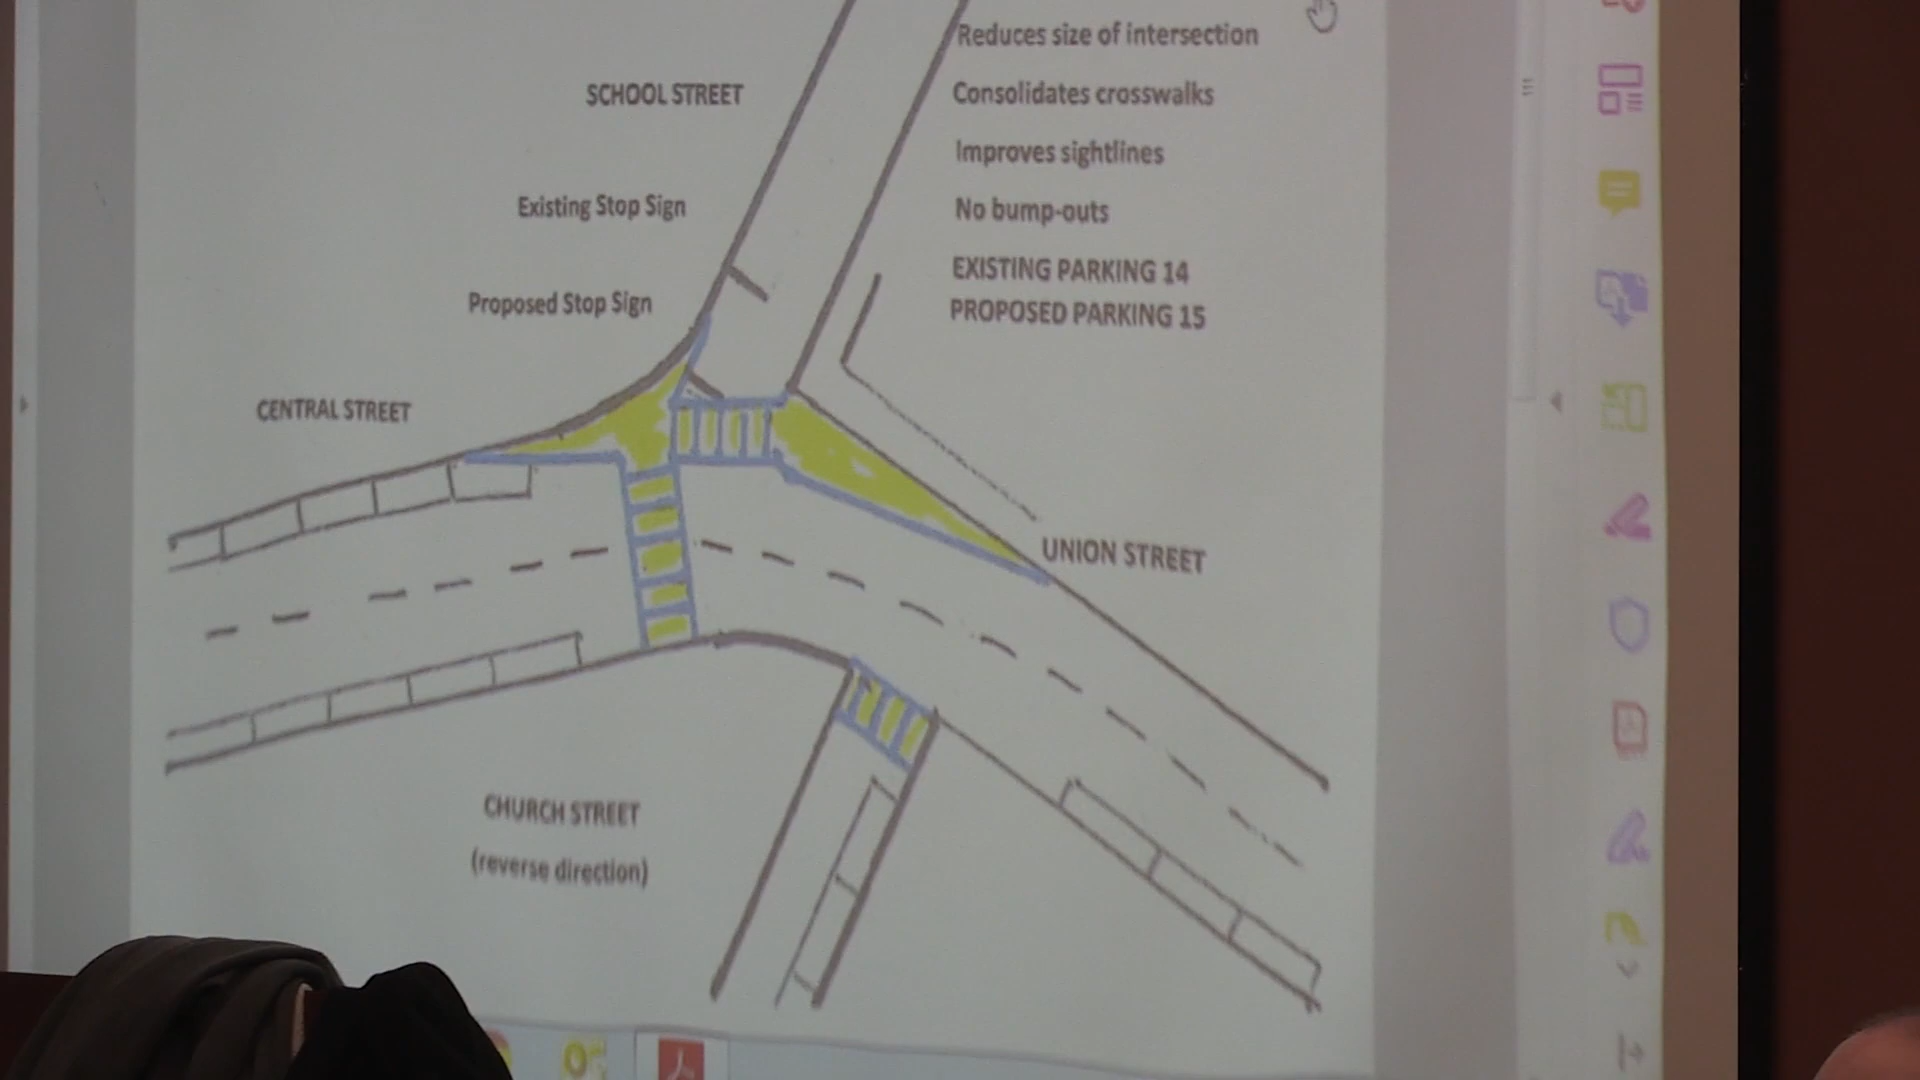 Reduces size of intersection
SCHOOL STREET
Consolidates crosswalks
Improves sightlines
Existing Stop Sign
No bump-outs
EXISTING PARKING 14
Proposed Stop Sign
PROPOSED PARKING 15
CENTRAL STREET
UNION STREET
CHURCH STREET
(reverse direction)